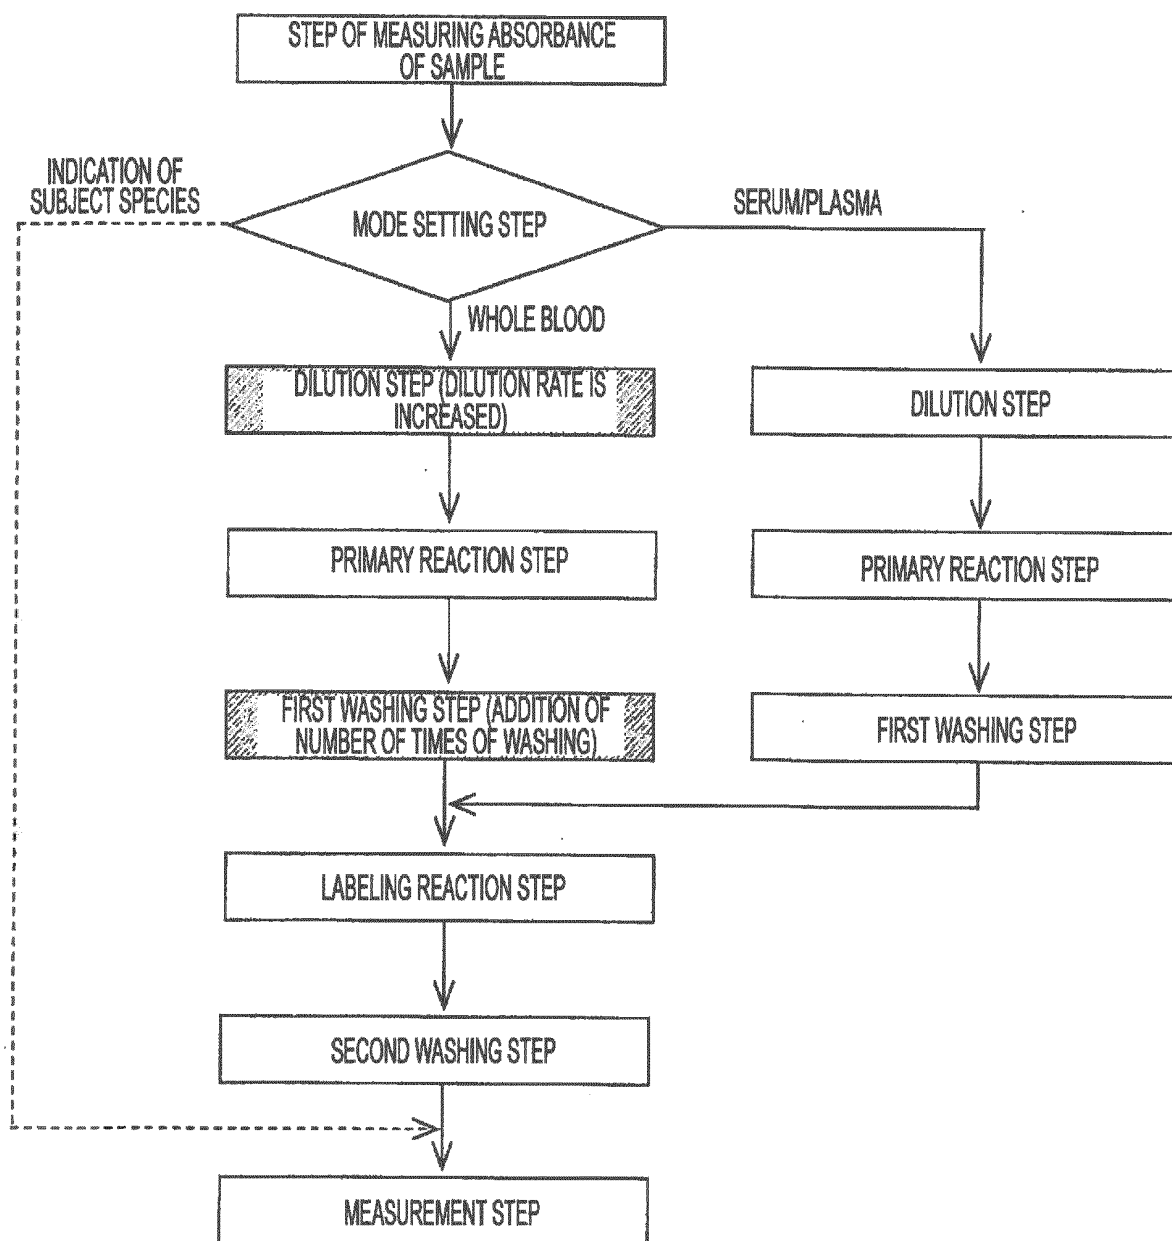 STEP OF MEASURING ABSORBANCE
OF SAMPLE
INDICATION OF
SUBJECT SPECIES
MODE SETTING STEP
SERUM/PLASMA
WHOLE BLOOD
DILUTION STEP (DILUTION RATE IS
INCREASED)
DILUTION STEP
PRIMARY REACTION STEP
PRIMARY REACTION STEP
FIRST WASHING STEP (ADDITION OF
NUMBER OF TIMES OF WASHING)
FIRST WASHING STEP
LABELING REACTION STEP
SECOND WASHING STEP
MEASUREMENT STEP